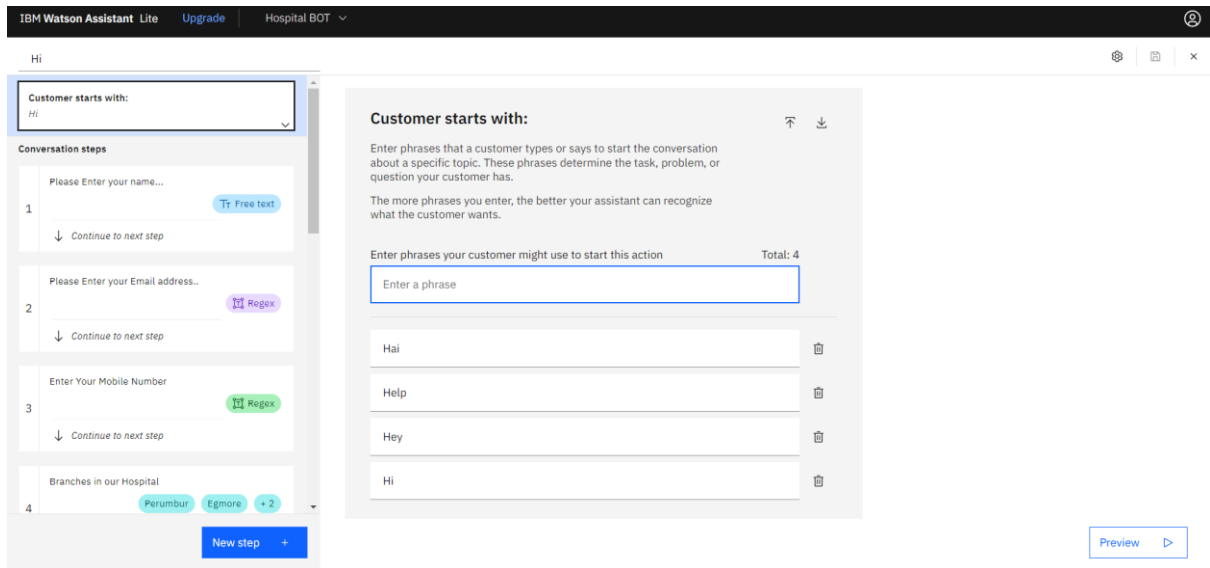 IBM Watson Assistant Lite Upgrade Hospital BOT
Hi
Customer starts with:
Hi
Conversation steps
1
Please Enter your name...
Free text
Continue to next step
2
Please Enter your Email address..
Regex
Continue to next step
3
Enter Your Mobile Number
Regex
Continue to next step
4
Branches in our Hospital
Perumbur Egmore + 2
New step +
Customer starts with:
Enter phrases that a customer types or says to start the conversation
about a specific topic. These phrases determine the task, problem, or
question your customer has.
The more phrases you enter, the better your assistant can recognize
what the customer wants.
Enter phrases your customer might use to start this action Total: 4
Enter a phrase
Hai
Help
Hey
Hi
Preview